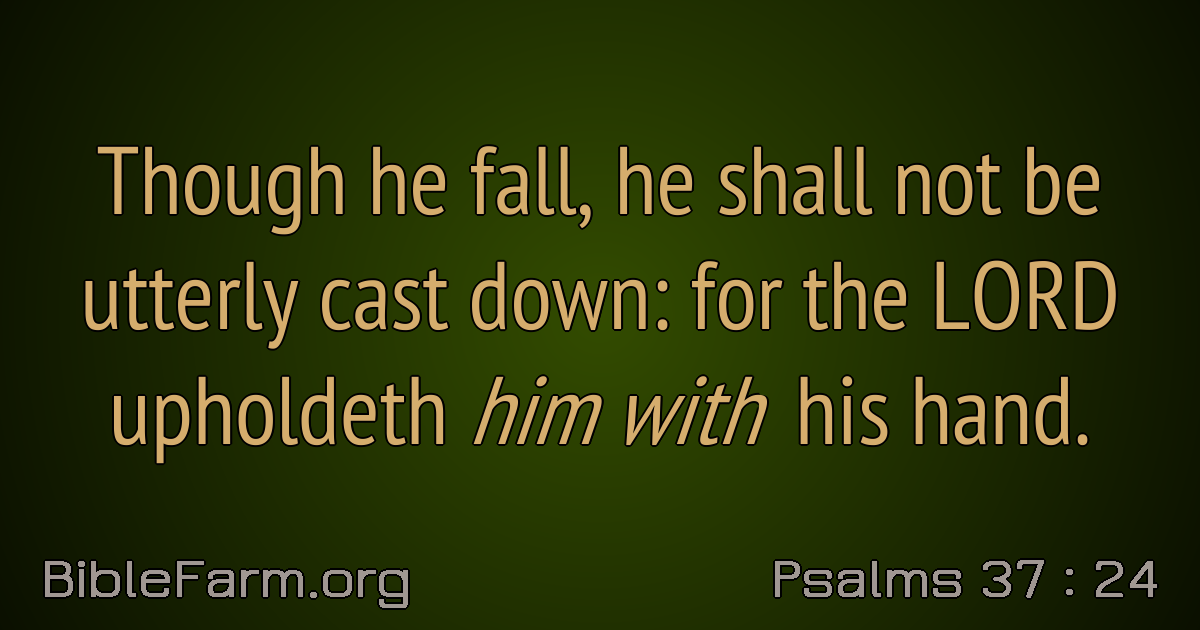 Though he fall, he shall not be
utterly cast down: for the LORD
upholdeth him with his hand.
BibleFarm.org
Psalms 37 : 24